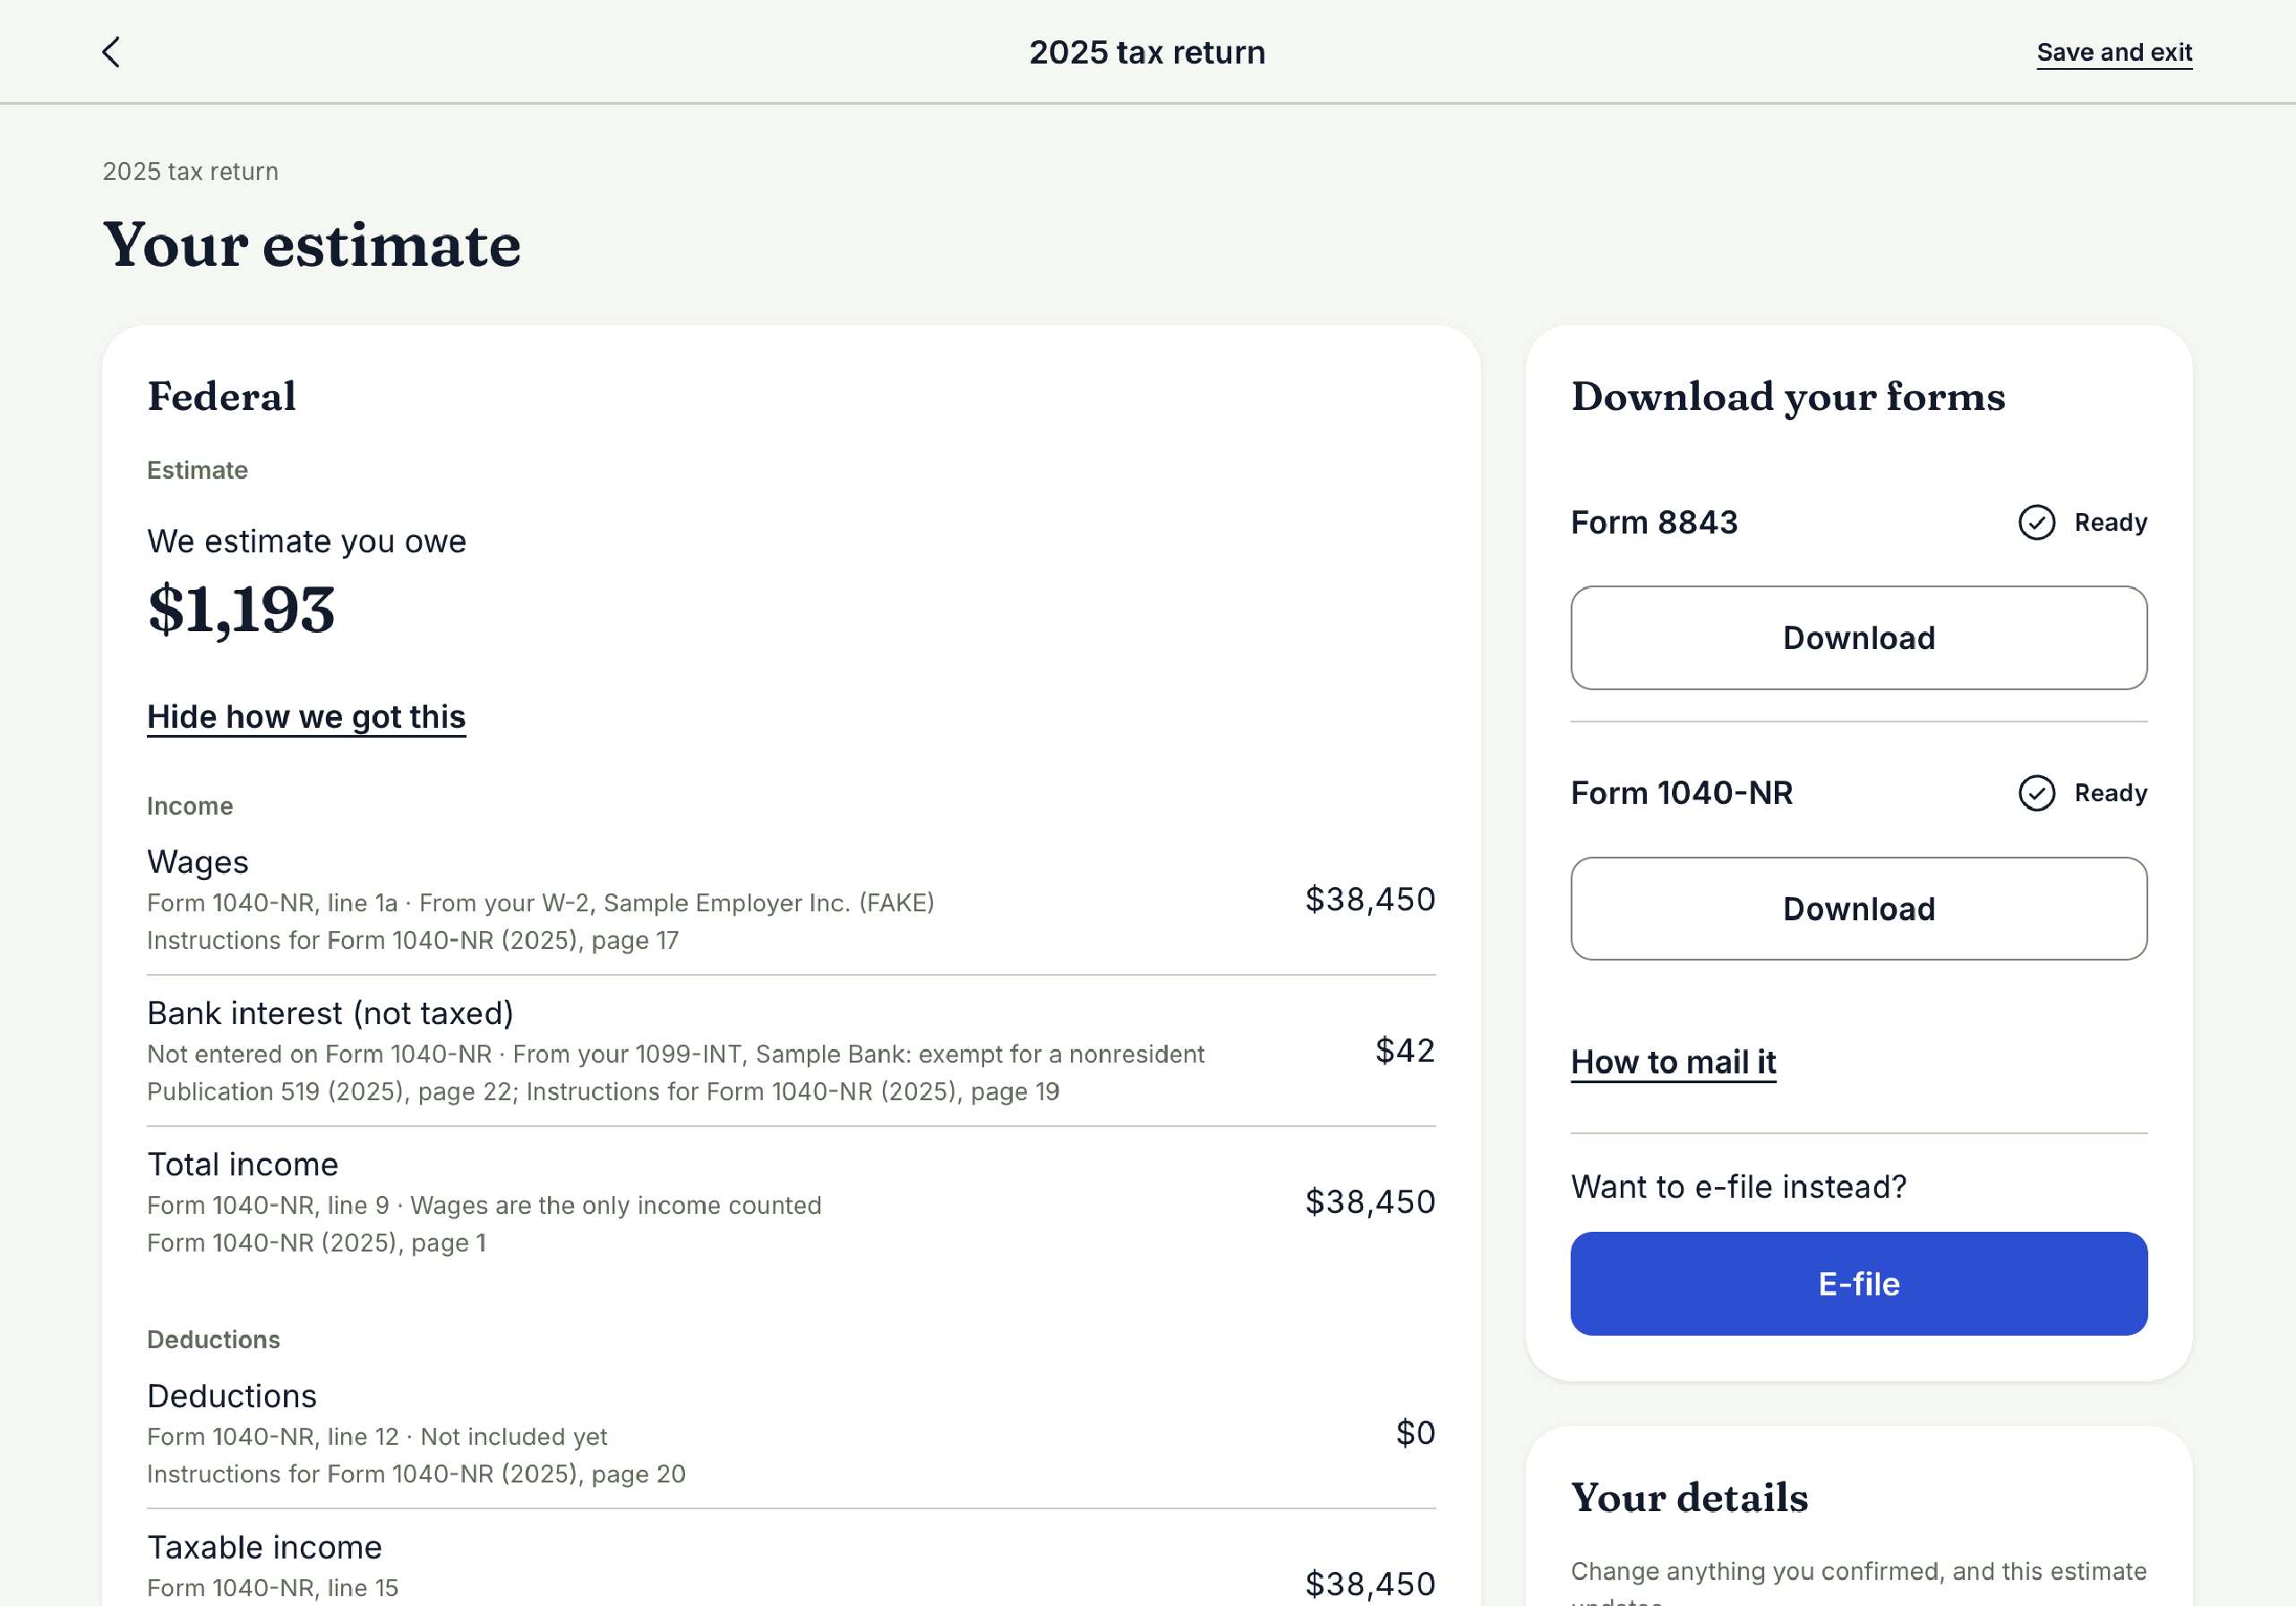 2025 tax return
Save and exit
2025 tax return
Your estimate
Federal
Estimate
We estimate you owe
$1,193
Hide how we got this
Income
Wages
Form 1040-NR, line 1a · From your W-2, Sample Employer Inc. (FAKE)
Instructions for Form 1040-NR (2025), page 17
$38,450
Bank interest (not taxed)
Not entered on Form 1040-NR · From your 1099-INT, Sample Bank: exempt for a nonresident
Publication 519 (2025), page 22; Instructions for Form 1040-NR (2025), page 19
$42
Total income
Form 1040-NR, line 9 · Wages are the only income counted
Form 1040-NR (2025), page 1
$38,450
Deductions
Deductions
Form 1040-NR, line 12 · Not included yet
Instructions for Form 1040-NR (2025), page 20
$0
Taxable income
Form 1040-NR, line 15
$38,450
Download your forms
Form 8843
Ready
Download
Form 1040-NR
Ready
Download
How to mail it
Want to e-file instead?
E-file
Your details
Change anything you confirmed, and this estimate